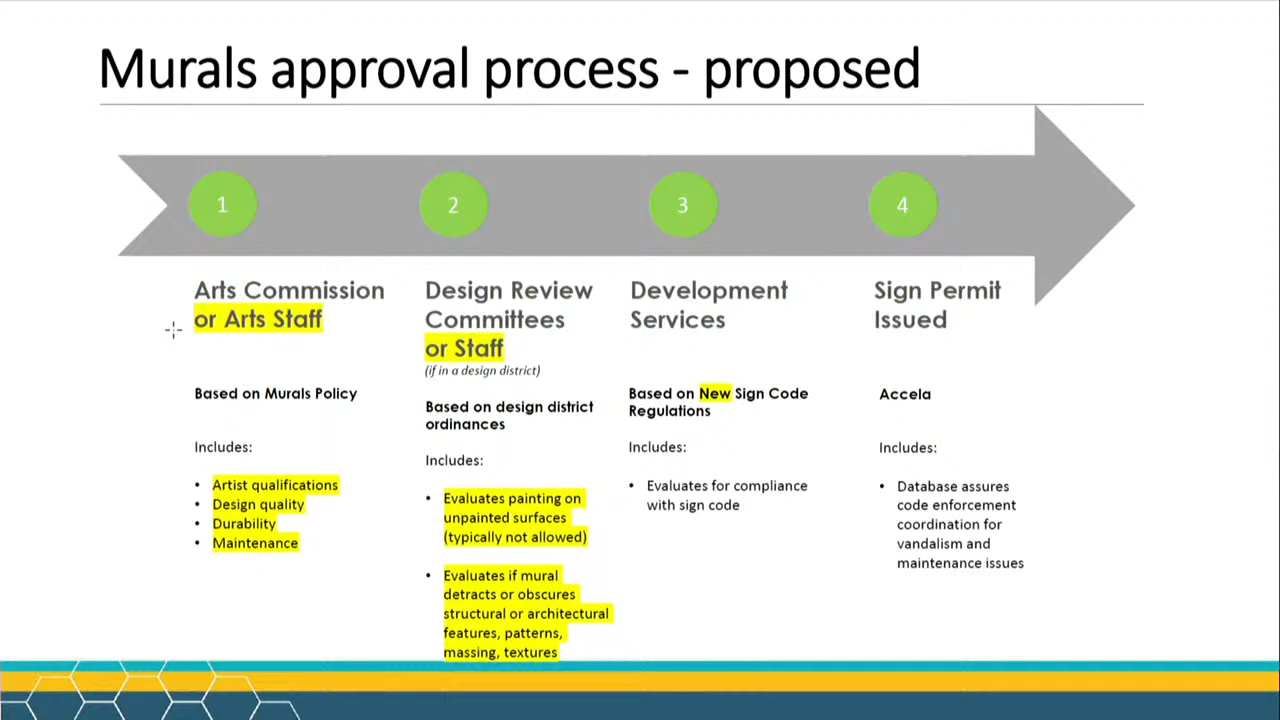 Murals approval process - proposed
1
2
3
4
Arts Commission
or Arts Staff
Based on Murals Policy
Includes:
• Artist qualifications
• Design quality
• Durability
• Maintenance
Design Review
Committees
or Staff
(if in a design district)
Based on design district
ordinances
Includes:
• Evaluates painting on
unpainted surfaces
(typically not allowed)
• Evaluates if mural
detracts or obscures
structural or architectural
features, patterns,
massing, textures
Development
Services
Based on New Sign Code
Regulations
Includes:
• Evaluates for compliance
with sign code
Sign Permit
Issued
Accela
Includes:
• Database assures
code enforcement
coordination for
vandalism and
maintenance issues